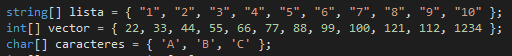 string[] lista = { "1", "2", "3", "4", "5", "6", "7", "8", "9", "10" };
int[] vector = { 22, 33, 44, 55, 66, 77, 88, 99, 100, 121, 112, 1234 };
char[] caracteres = { 'A', 'B', 'C' };